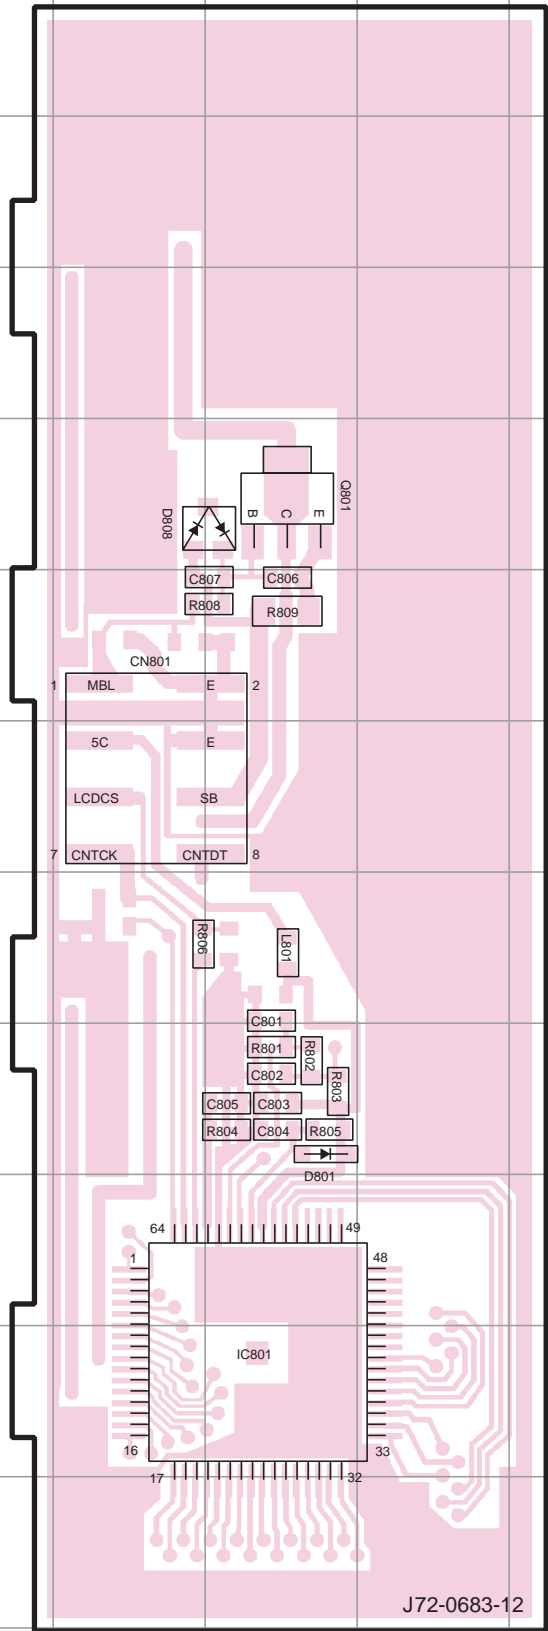 Q801
D808
B C E
C807 C806
R808 R809
CN801
1 MBL E 2
5C E
LCDCS SB
7 CNTCK CNTDT 8
R806 L801
C801
R801 R802
C802 R803
C805 C803
R804 C804 R805
D801
64 49
1 48
IC801
16 33
17 32
J72-0683-12